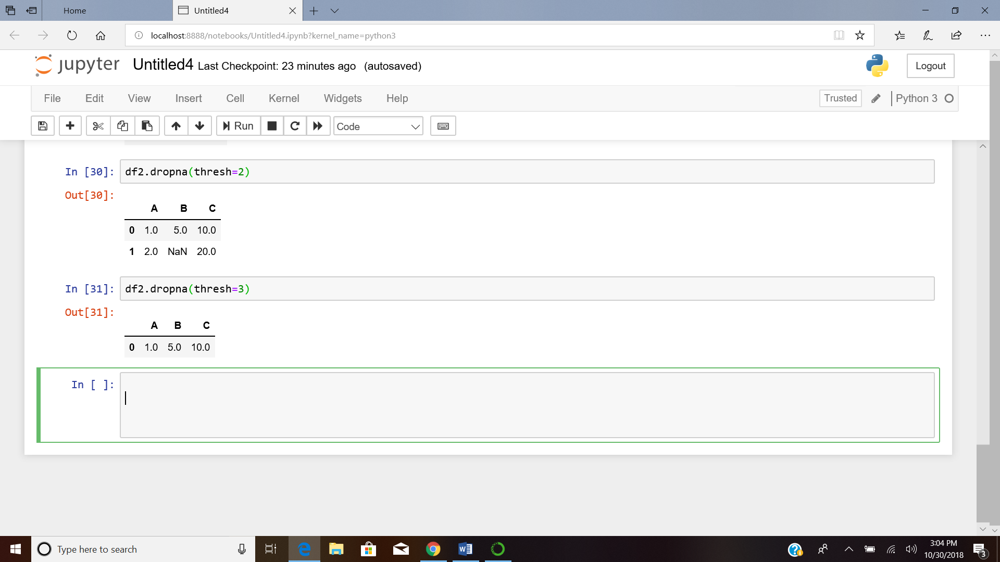 Home
Untitled4
localhost:8888/notebooks/Untitled4.ipynb?kernel_name=python3
jupyter Untitled4 Last Checkpoint: 23 minutes ago (autosaved)
Logout
File Edit View Insert Cell Kernel Widgets Help
Trusted
Python 3
Run
Code
In [30]: df2.dropna(thresh=2)
Out[30]:
A B C
0 1.0 5.0 10.0
1 2.0 NaN 20.0
In [31]: df2.dropna(thresh=3)
Out[31]:
A B C
0 1.0 5.0 10.0
In [ ]:
Type here to search
3:04 PM
10/30/2018
3